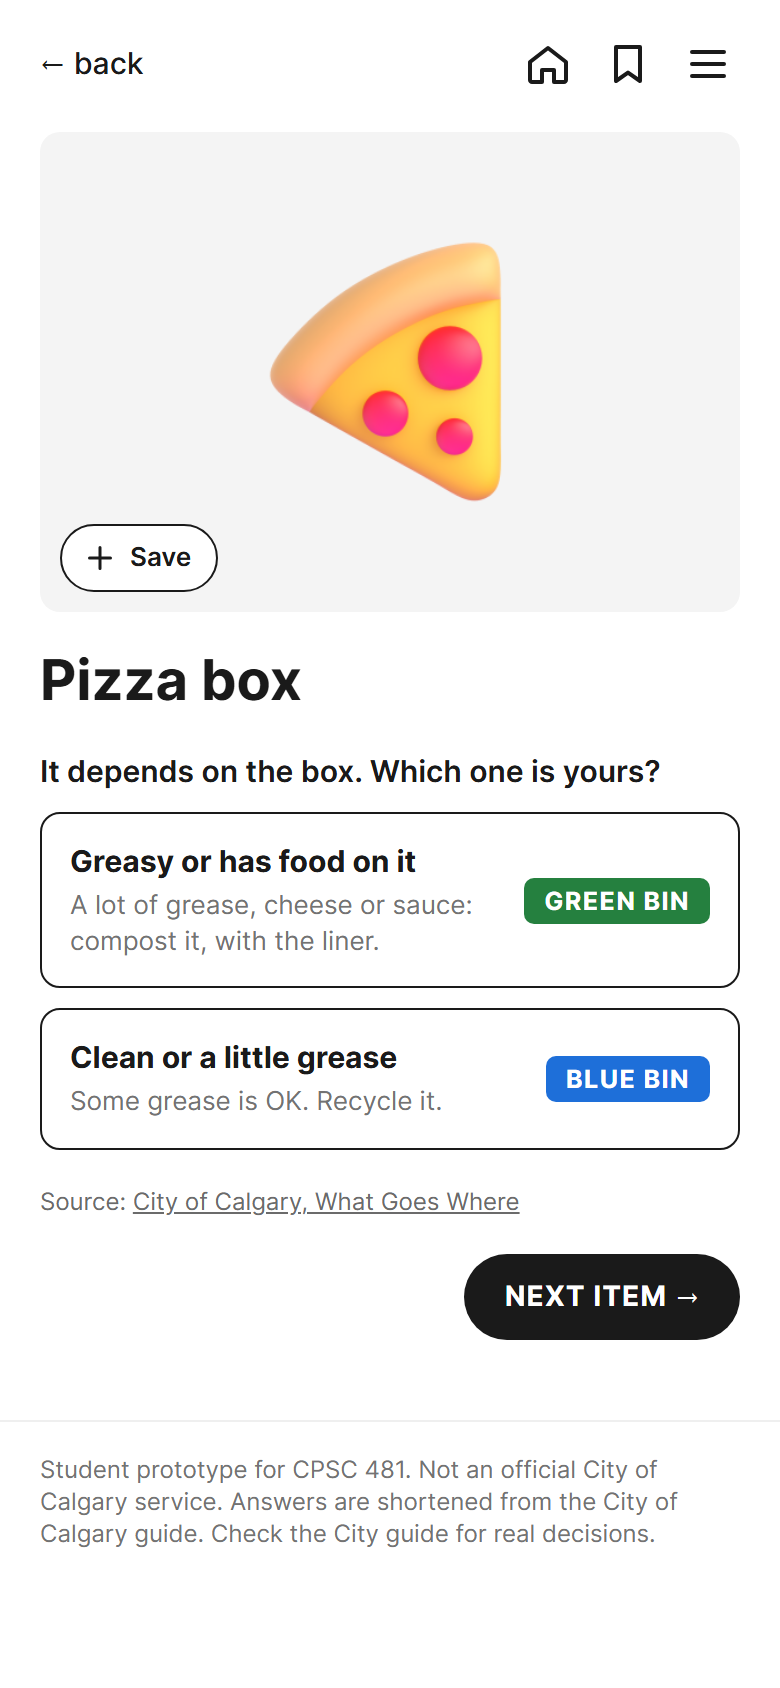 ← back
+ Save
Pizza box
It depends on the box. Which one is yours?
Greasy or has food on it
A lot of grease, cheese or sauce:
compost it, with the liner.
GREEN BIN
Clean or a little grease
Some grease is OK. Recycle it.
BLUE BIN
Source: City of Calgary, What Goes Where
NEXT ITEM →
Student prototype for CPSC 481. Not an official City of
Calgary service. Answers are shortened from the City of
Calgary guide. Check the City guide for real decisions.